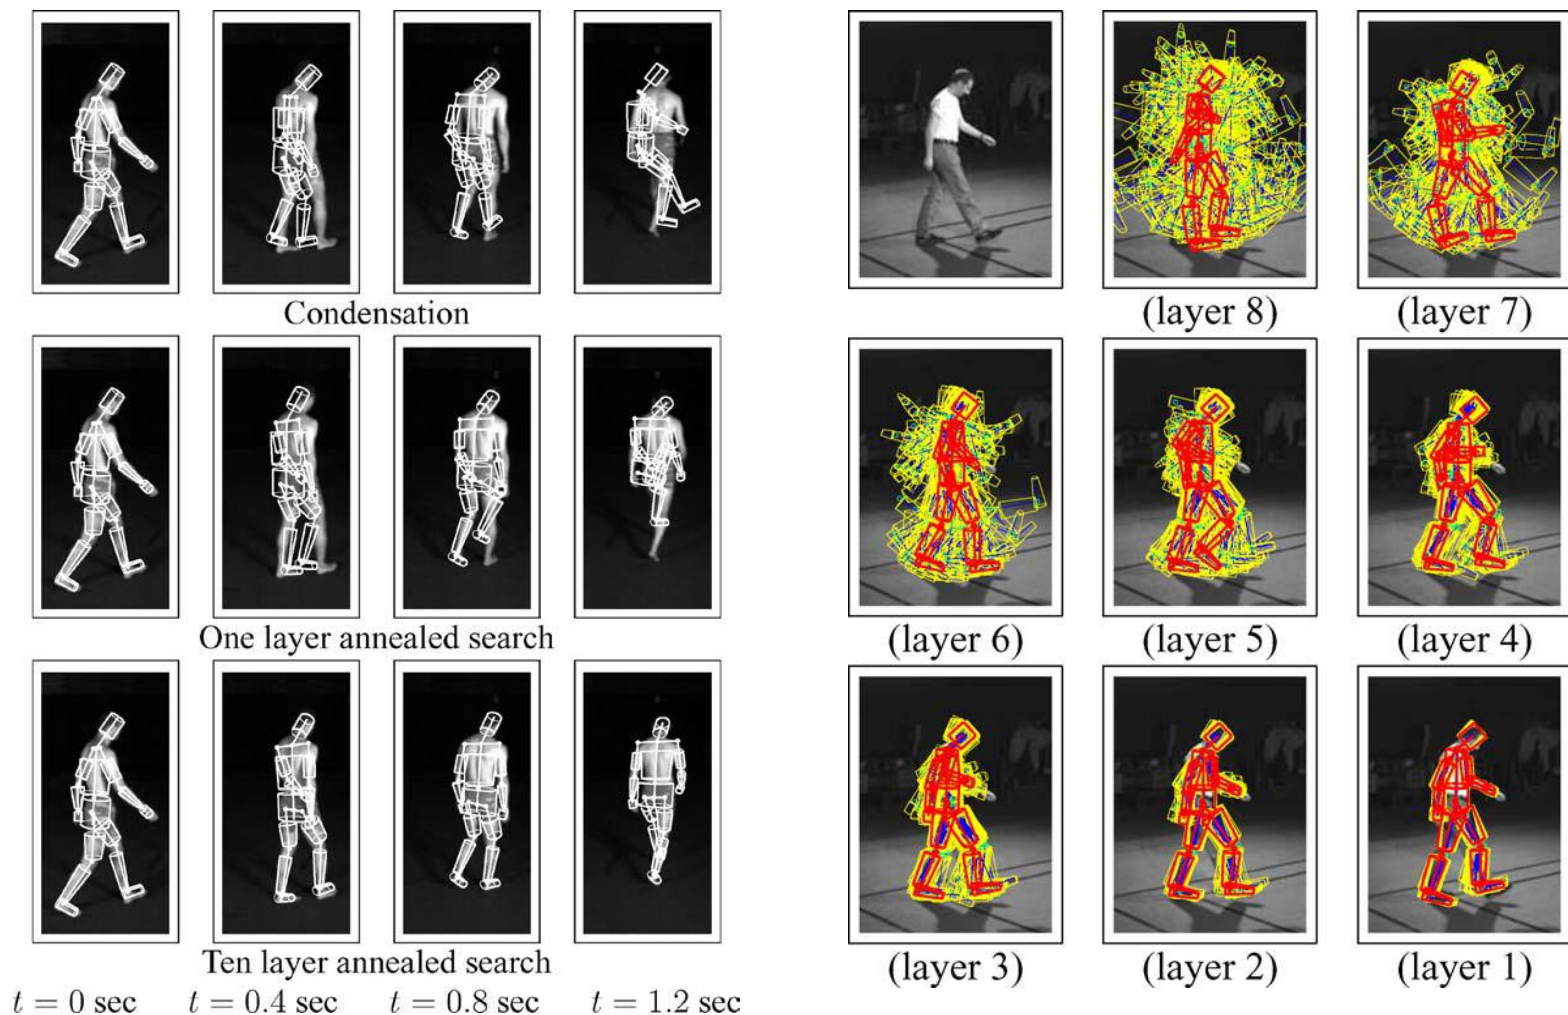 Condensation
One layer annealed search
Ten layer annealed search
t = 0 sec t = 0.4 sec t = 0.8 sec t = 1.2 sec
(layer 8) (layer 7)
(layer 6) (layer 5) (layer 4)
(layer 3) (layer 2) (layer 1)